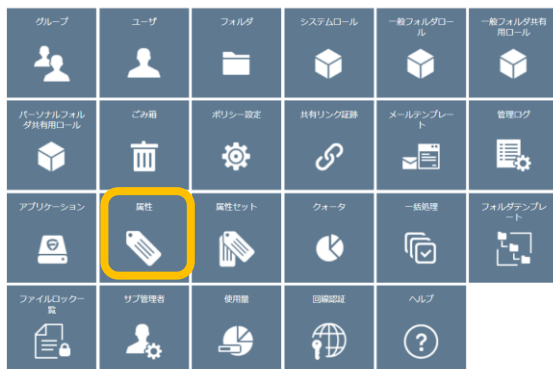 グループ
ユーザ
フォルダ
システムロール
一般フォルダロー
ル
一般フォルダ共有
用ロール
パーソナルフォル
ダ共有用ロール
ごみ箱
ポリシー設定
共有リンク証跡
メールテンプレー
ト
管理ログ
アプリケーション
属性
属性セット
クォータ
一括処理
フォルダテンプレ
ート
ファイルロック一
覧
サブ管理者
使用量
回線認証
ヘルプ